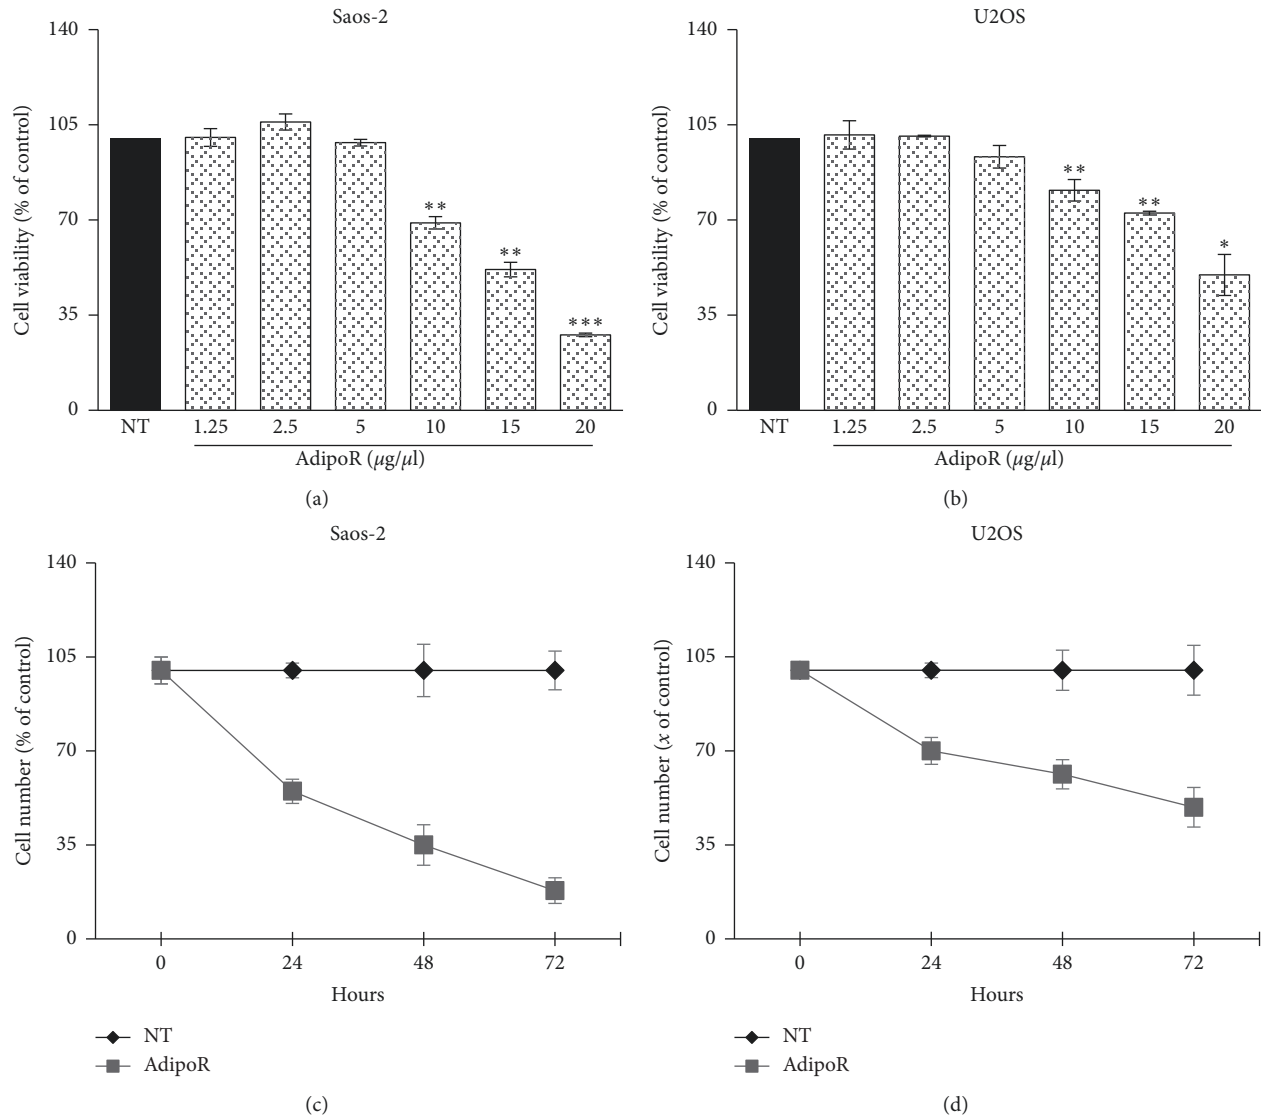 Saos-2
140
105
70
35
0
Cell viability (% of control)
**
**
***
NT 1.25 2.5 5 10 15 20
AdipoR (μg/μl)
(a)
U2OS
140
105
70
35
0
Cell viability (% of control)
**
**
*
NT 1.25 2.5 5 10 15 20
AdipoR (μg/μl)
(b)
Saos-2
140
105
70
35
0
Cell number (% of control)
0 24 48 72
Hours
NT
AdipoR
(c)
U2OS
140
105
70
35
0
Cell number (x of control)
0 24 48 72
Hours
NT
AdipoR
(d)